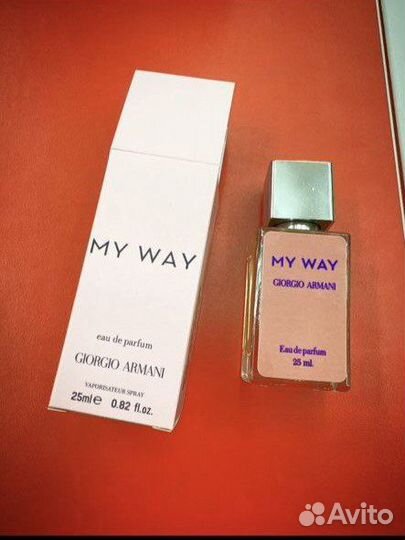 MY WAY
eau de parfum
GIORGIO ARMANI
VAPORISATEUR SPRAY
25ml e 0.82 fl.oz.
MY WAY
GIORGIO ARMANI
Eau de parfum
25 ml.
Avito